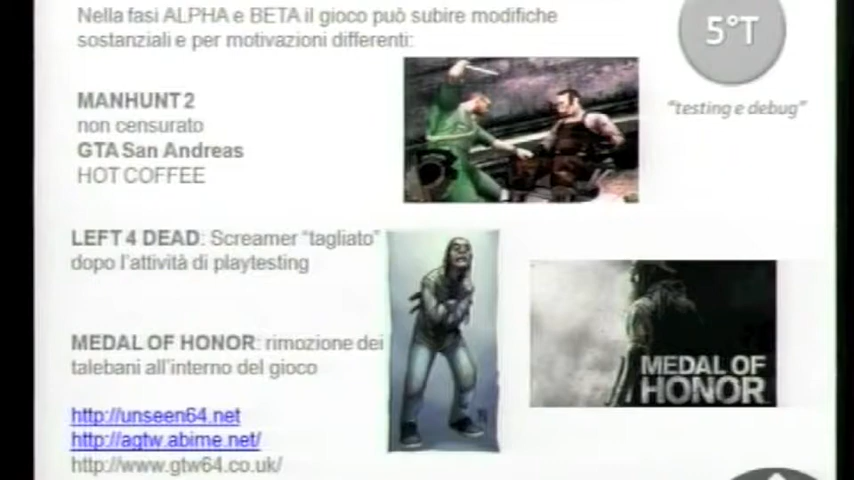 Nella fasi ALPHA e BETA il gioco può subire modifiche
sostanziali e per motivazioni differenti:
5°T
"testing e debug"
MANHUNT 2
non censurato
GTA San Andreas
HOT COFFEE
LEFT 4 DEAD: Screamer "tagliato"
dopo l'attività di playtesting
MEDAL OF HONOR: rimozione dei
talebani all'interno del gioco
MEDAL OF
HONOR
http://unseen64.net
http://agtw.abime.net/
http://www.gtw64.co.uk/